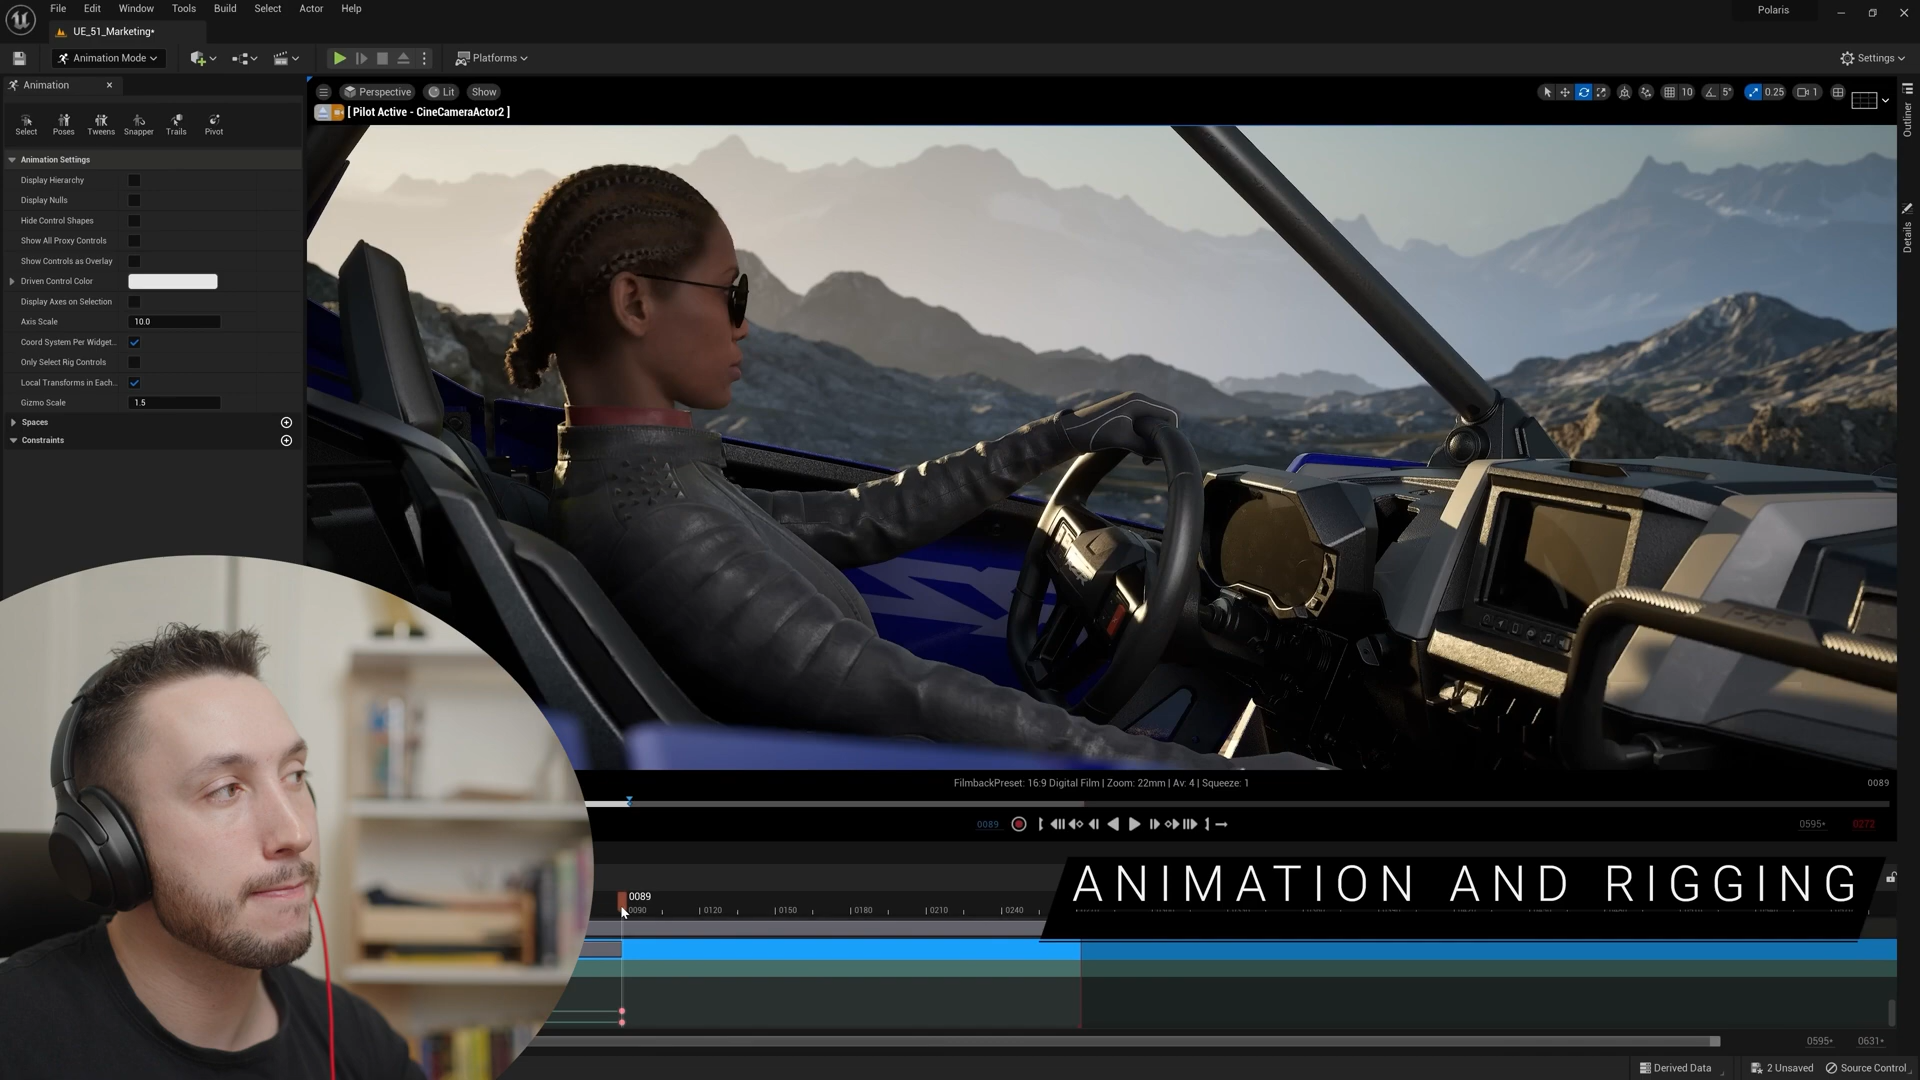 File Edit Window Tools Build Select Actor Help
Polaris
UE_51_Marketing*
Animation Mode
Platforms
Settings
Animation
Perspective
Lit
Show
10
5°
0.25
1
[ Pilot Active - CineCameraActor2 ]
Select Poses Tweens Snapper Trails Pivot
Outliner
Details
Animation Settings
Display Hierarchy
Display Nulls
Hide Control Shapes
Show All Proxy Controls
Show Controls as Overlay
Driven Control Color
Display Axes on Selection
Axis Scale 10.0
Coord System Per Widget...
Only Select Rig Controls
Local Transforms in Each...
Gizmo Scale 1.5
Spaces
Constraints
FilmbackPreset: 16:9 Digital Film | Zoom: 22mm | Av: 4 | Squeeze: 1
0089
0089
0595+ 0272
ANIMATION AND RIGGING
0089
0090 0120 0150 0180 0210 0240
0595+ 0631+
Derived Data 2 Unsaved Source Control